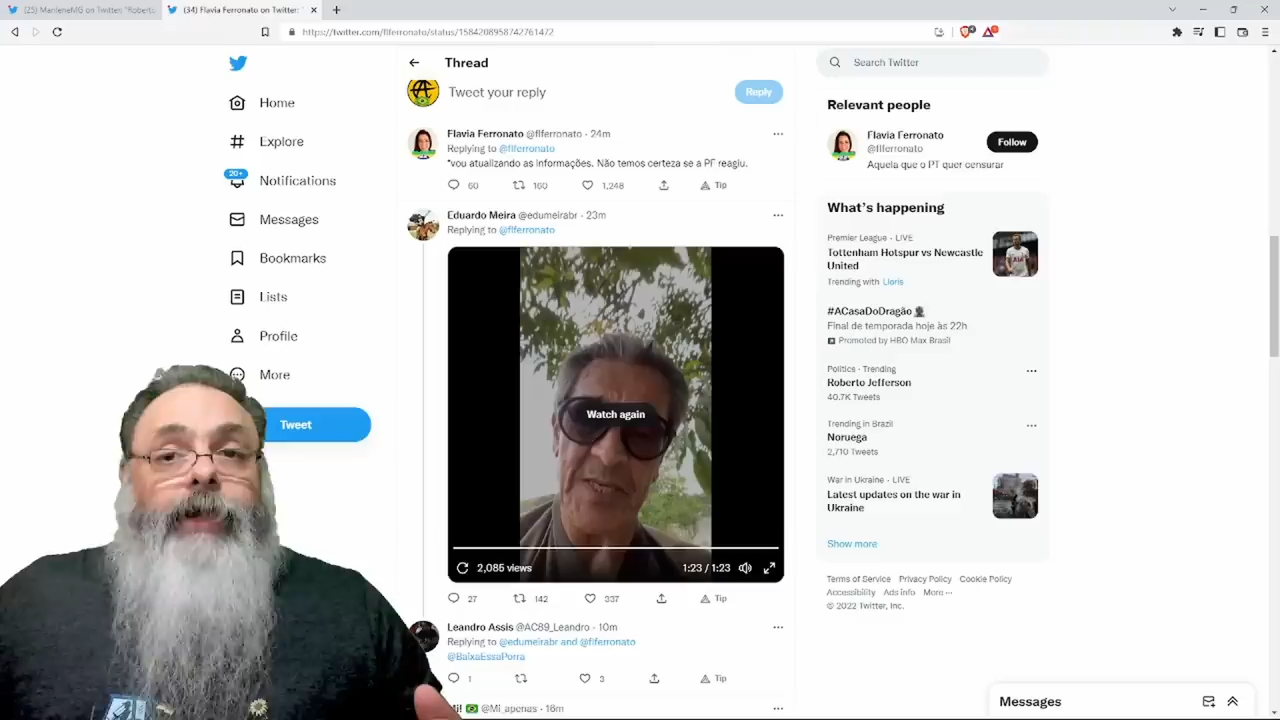 (25) MarleneMG on Twitter: "Roberto
(34) Flavia Ferronato on Twitter: "
https://twitter.com/flferronato/status/1584208958742761472
Home
Explore
20+
Notifications
Messages
Bookmarks
Lists
Profile
More
Tweet
Thread
Tweet your reply
Reply
Flavia Ferronato @flferronato · 24m
Replying to @flferronato
*vou atualizando as informações. Não temos certeza se a PF reagiu.
60 160 1,248 Tip
Eduardo Meira @edumeirabr · 23m
Replying to @flferronato
Watch again
2,085 views 1:23 / 1:23
27 142 337 Tip
Leandro Assis @AC89_Leandro · 10m
Replying to @edumeirabr and @flferronato
@BaixaEssaPorra
1 3 Tip
@Mi_apenas · 16m
Search Twitter
Relevant people
Flavia Ferronato
@flferronato
Follow
Aquela que o PT quer censurar
What's happening
Premier League · LIVE
Tottenham Hotspur vs Newcastle
United
Trending with Lloris
#ACasaDoDragão
Final de temporada hoje às 22h
Promoted by HBO Max Brasil
Politics · Trending
Roberto Jefferson
40.7K Tweets
Trending in Brazil
Noruega
2,710 Tweets
War in Ukraine · LIVE
Latest updates on the war in
Ukraine
Show more
Terms of Service Privacy Policy Cookie Policy
Accessibility Ads info More ···
© 2022 Twitter, Inc.
Messages